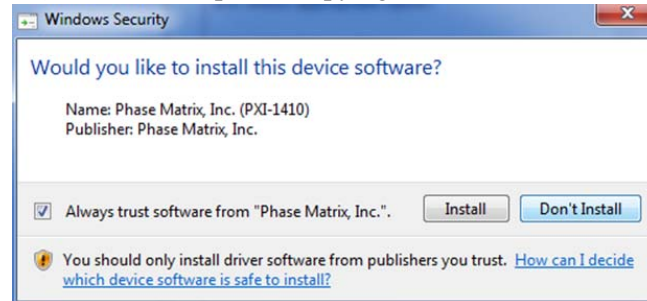 Windows Security
Would you like to install this device software?
Name: Phase Matrix, Inc. (PXI-1410)
Publisher: Phase Matrix, Inc.
Always trust software from "Phase Matrix, Inc.".
Install
Don't Install
You should only install driver software from publishers you trust. How can I decide
which device software is safe to install?